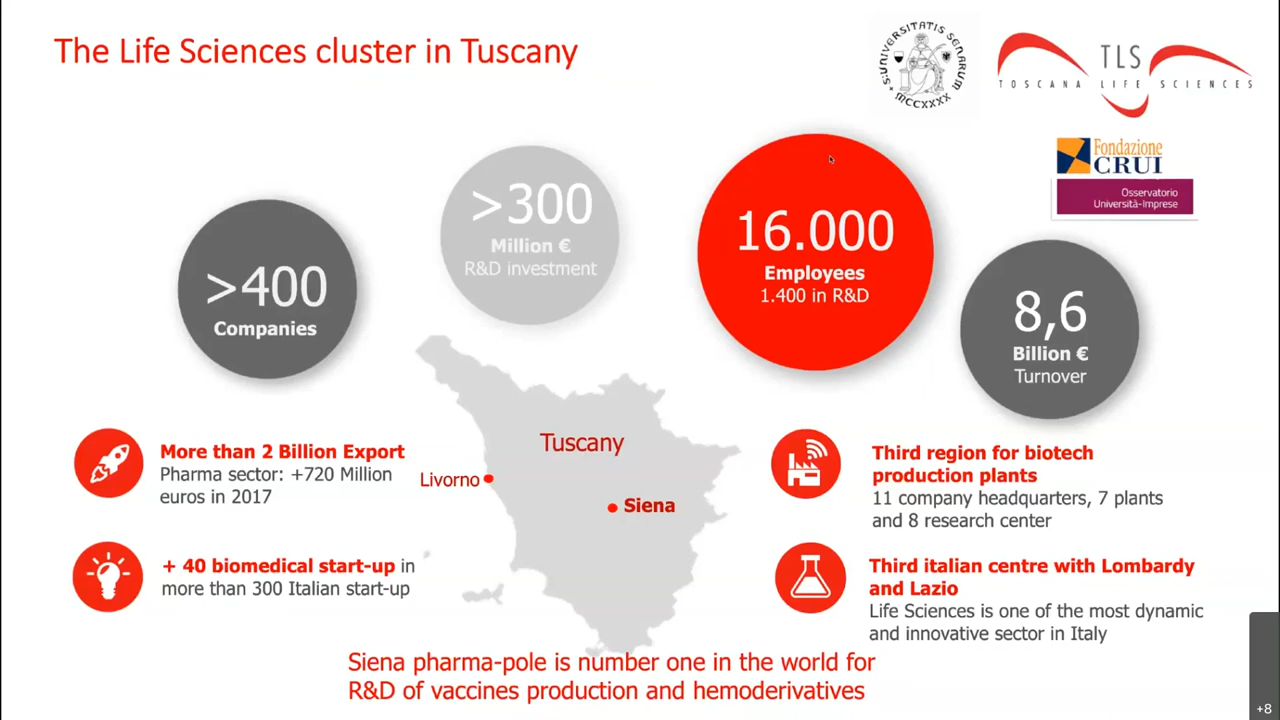 The Life Sciences cluster in Tuscany
S·UNIVERSITATIS SENARUM
MCCXXXX
TLS
TOSCANA LIFE SCIENCES
Fondazione
CRUI
Osservatorio
Università-Imprese
>400
Companies
>300
Million €
R&D investment
16.000
Employees
1.400 in R&D
8,6
Billion €
Turnover
More than 2 Billion Export
Pharma sector: +720 Million
euros in 2017
+ 40 biomedical start-up in
more than 300 Italian start-up
Tuscany
Livorno
Siena
Third region for biotech
production plants
11 company headquarters, 7 plants
and 8 research center
Third italian centre with Lombardy
and Lazio
Life Sciences is one of the most dynamic
and innovative sector in Italy
Siena pharma-pole is number one in the world for
R&D of vaccines production and hemoderivatives
+8